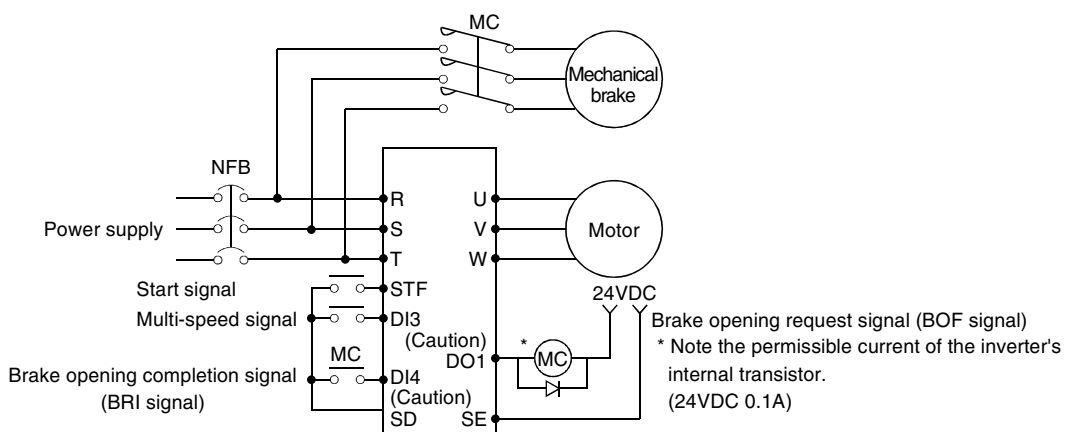 MC
Mechanical
brake
NFB
R
U
Power supply
S
V
Motor
T
W
Start signal
STF
24VDC
Multi-speed signal
DI3
(Caution)
Brake opening request signal (BOF signal)
DO1
*
MC
* Note the permissible current of the inverter's
internal transistor.
(24VDC 0.1A)
MC
Brake opening completion signal
(BRI signal)
DI4
(Caution)
SD
SE